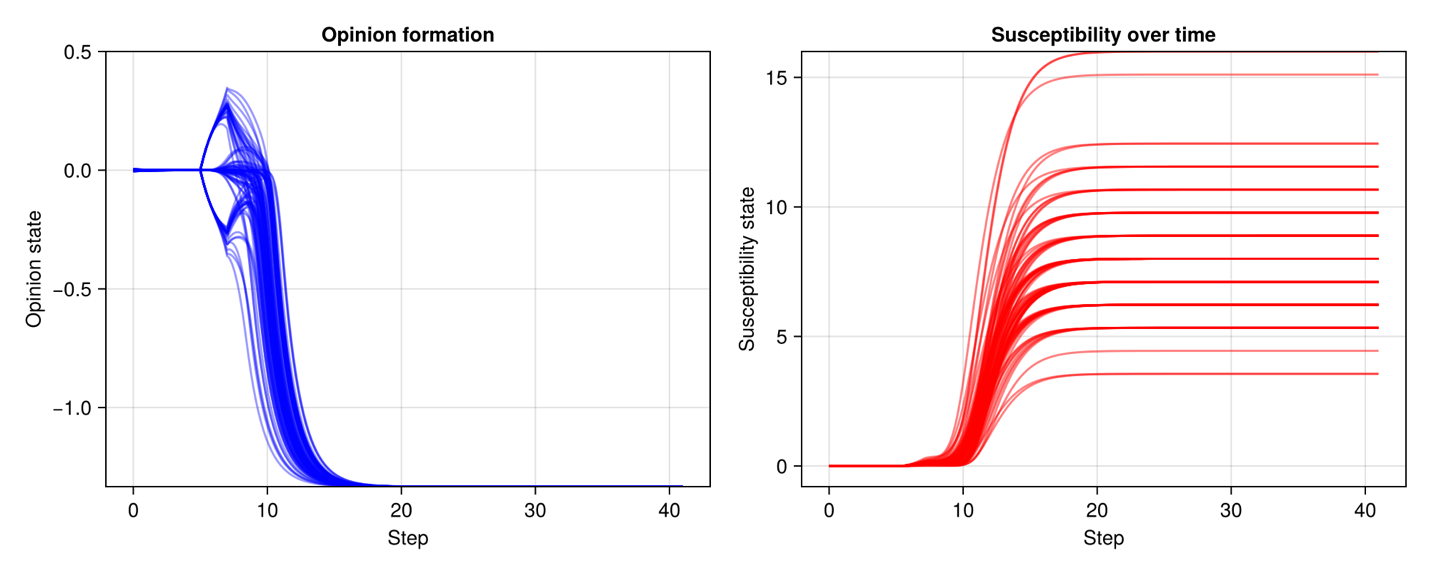 Opinion formation
Opinion state
0.5
0.0
−0.5
−1.0
0 10 20 30 40
Step
Susceptibility over time
Susceptibility state
15
10
5
0
0 10 20 30 40
Step